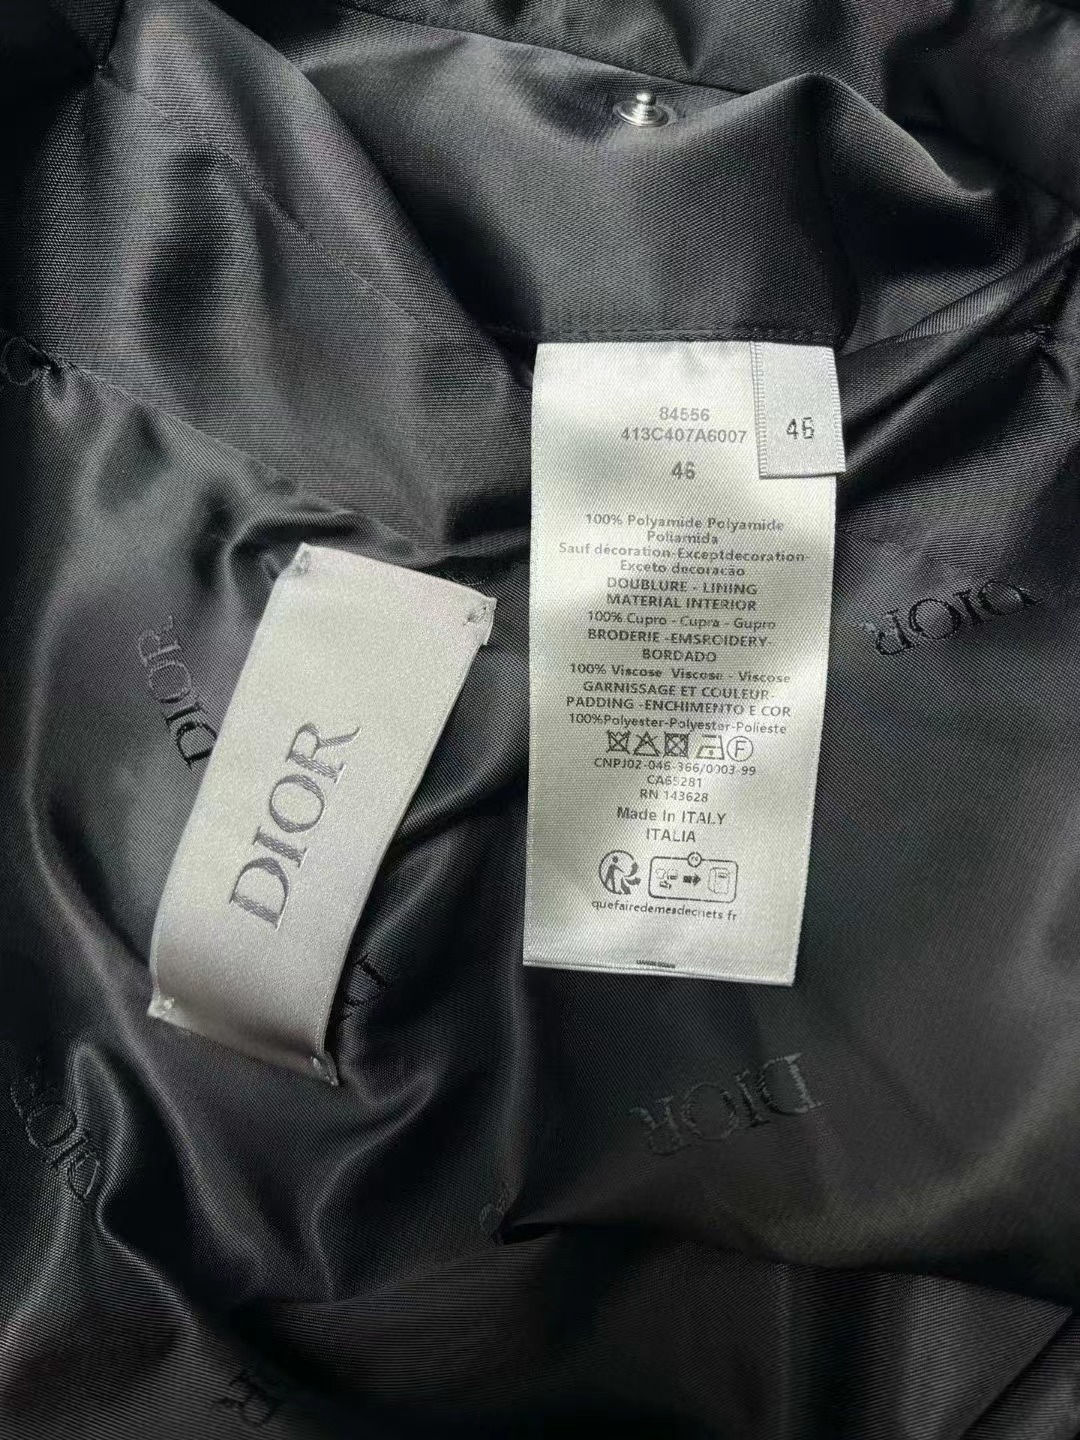 84556
413C407A6007
46
46
100% Polyamide Polyamide
Poliamida
Sauf décoration-Exceptdecoration-
Exceto decoracão
DOUBLURE - LINING
MATERIAL INTERIOR
100% Cupro - Cupra - Gupro
BRODERIE -EMSROIDERY-
BORDADO
100% Viscose Viscose - Viscose
GARNISSAGE ET COULEUR-
PADDING -ENCHIMENTO E COR
100%Polyester-Polyester-Polieste
F
CNPJ02-046-366/0003-99
CA65281
RN 143628
Made In ITALY
ITALIA
quefairedemesdecnets fr
DIOR
DIOR
DIOR
DIOR
DIOR